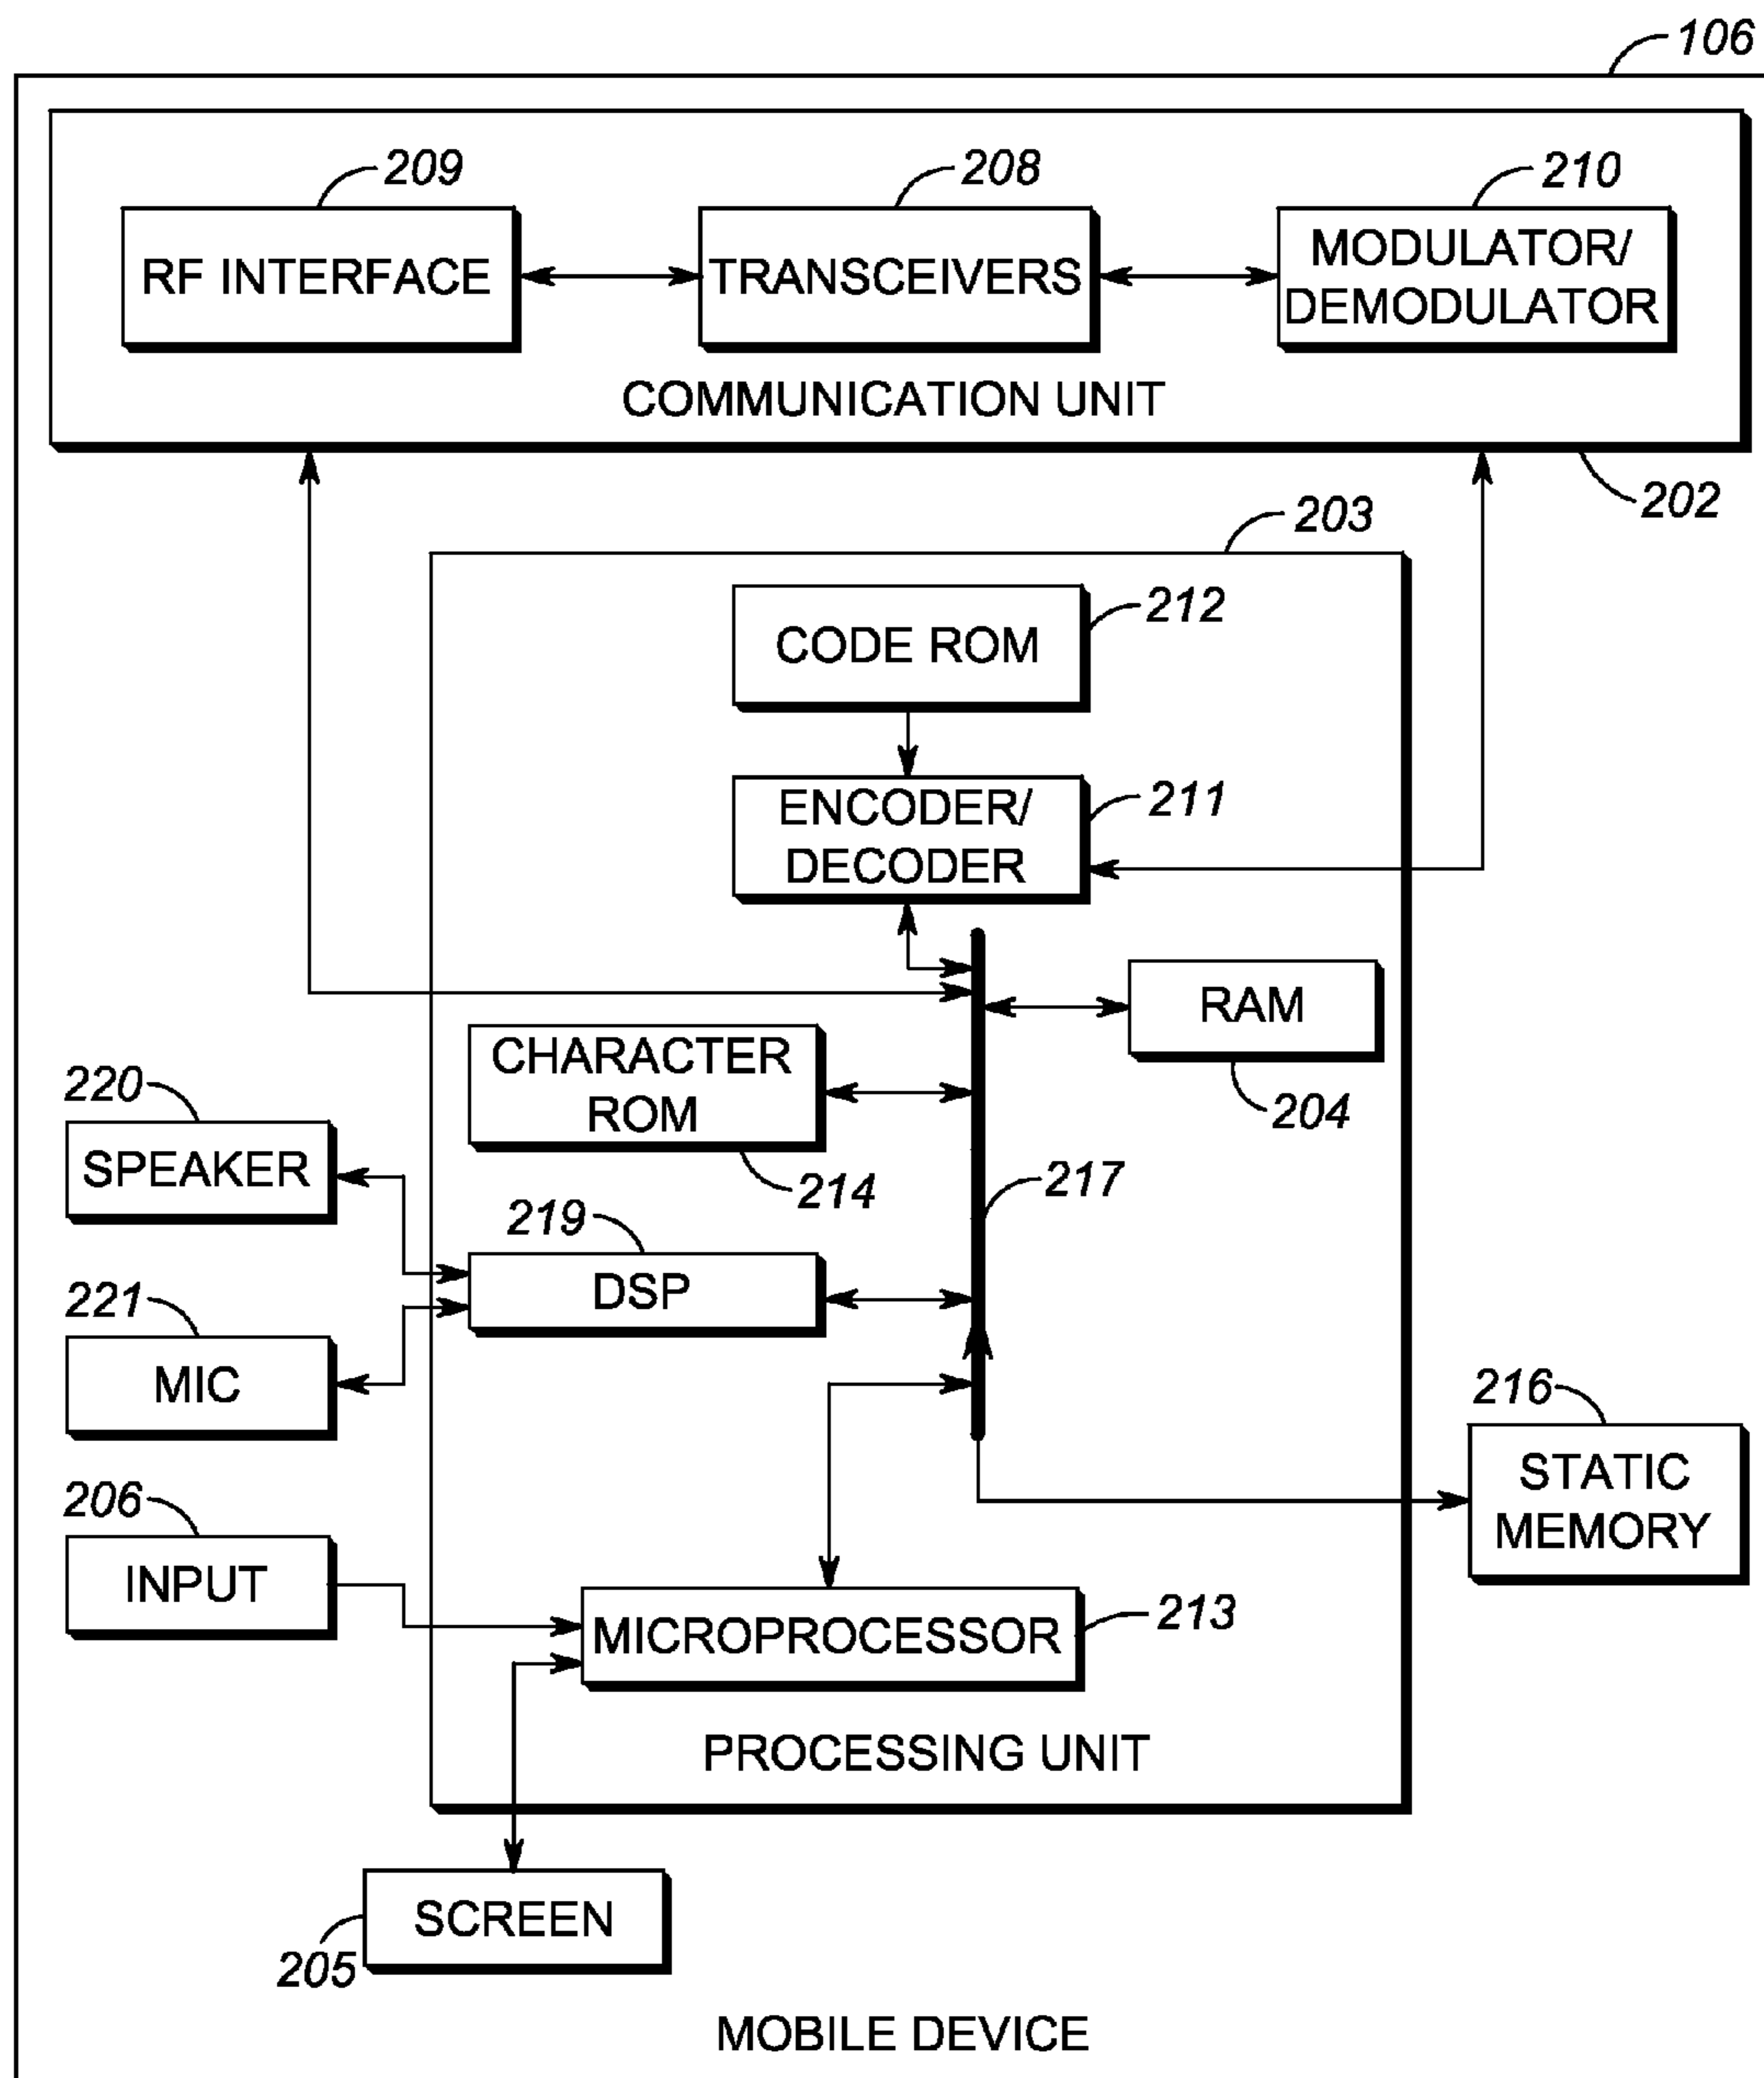 106
209
208
210
RF INTERFACE
TRANSCEIVERS
MODULATOR/
DEMODULATOR
COMMUNICATION UNIT
202
203
CODE ROM
212
ENCODER/
DECODER
211
RAM
204
CHARACTER
ROM
214
217
220
SPEAKER
219
DSP
221
MIC
216
STATIC
MEMORY
206
INPUT
MICROPROCESSOR
213
PROCESSING UNIT
SCREEN
205
MOBILE DEVICE